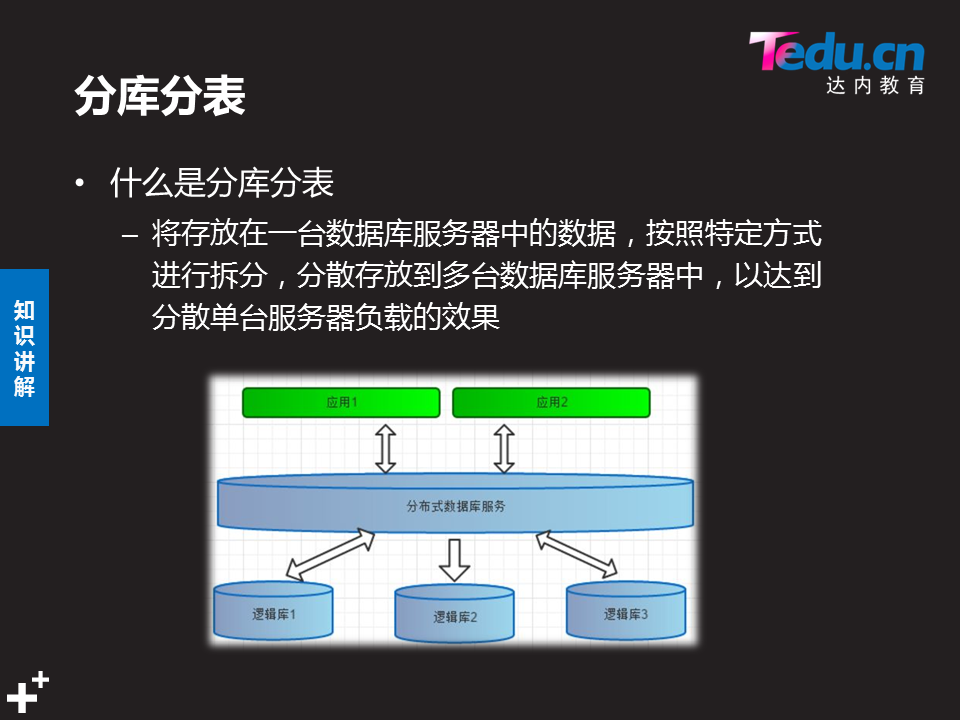 Tedu.cn
达内教育
分库分表
• 什么是分库分表
– 将存放在一台数据库服务器中的数据，按照特定方式
进行拆分，分散存放到多台数据库服务器中，以达到
分散单台服务器负载的效果
知
识
讲
解
应用1 应用2
分布式数据库服务
逻辑库1 逻辑库2 逻辑库3